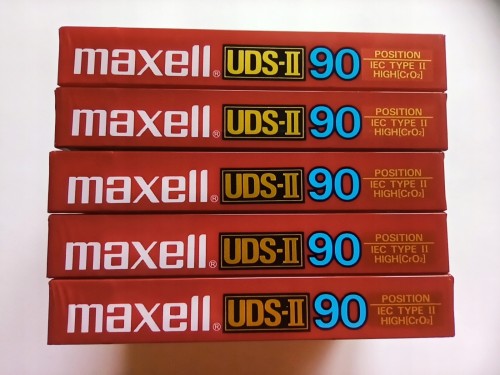 maxell® UDS-II 90 POSITION
IEC TYPE II
HIGH[CrO₂]
maxell® UDS-II 90 POSITION
IEC TYPE II
HIGH[CrO₂]
maxell® UDS-II 90 POSITION
IEC TYPE II
HIGH[CrO₂]
maxell® UDS-II 90 POSITION
IEC TYPE II
HIGH[CrO₂]
maxell® UDS-II 90 POSITION
IEC TYPE II
HIGH[CrO₂]